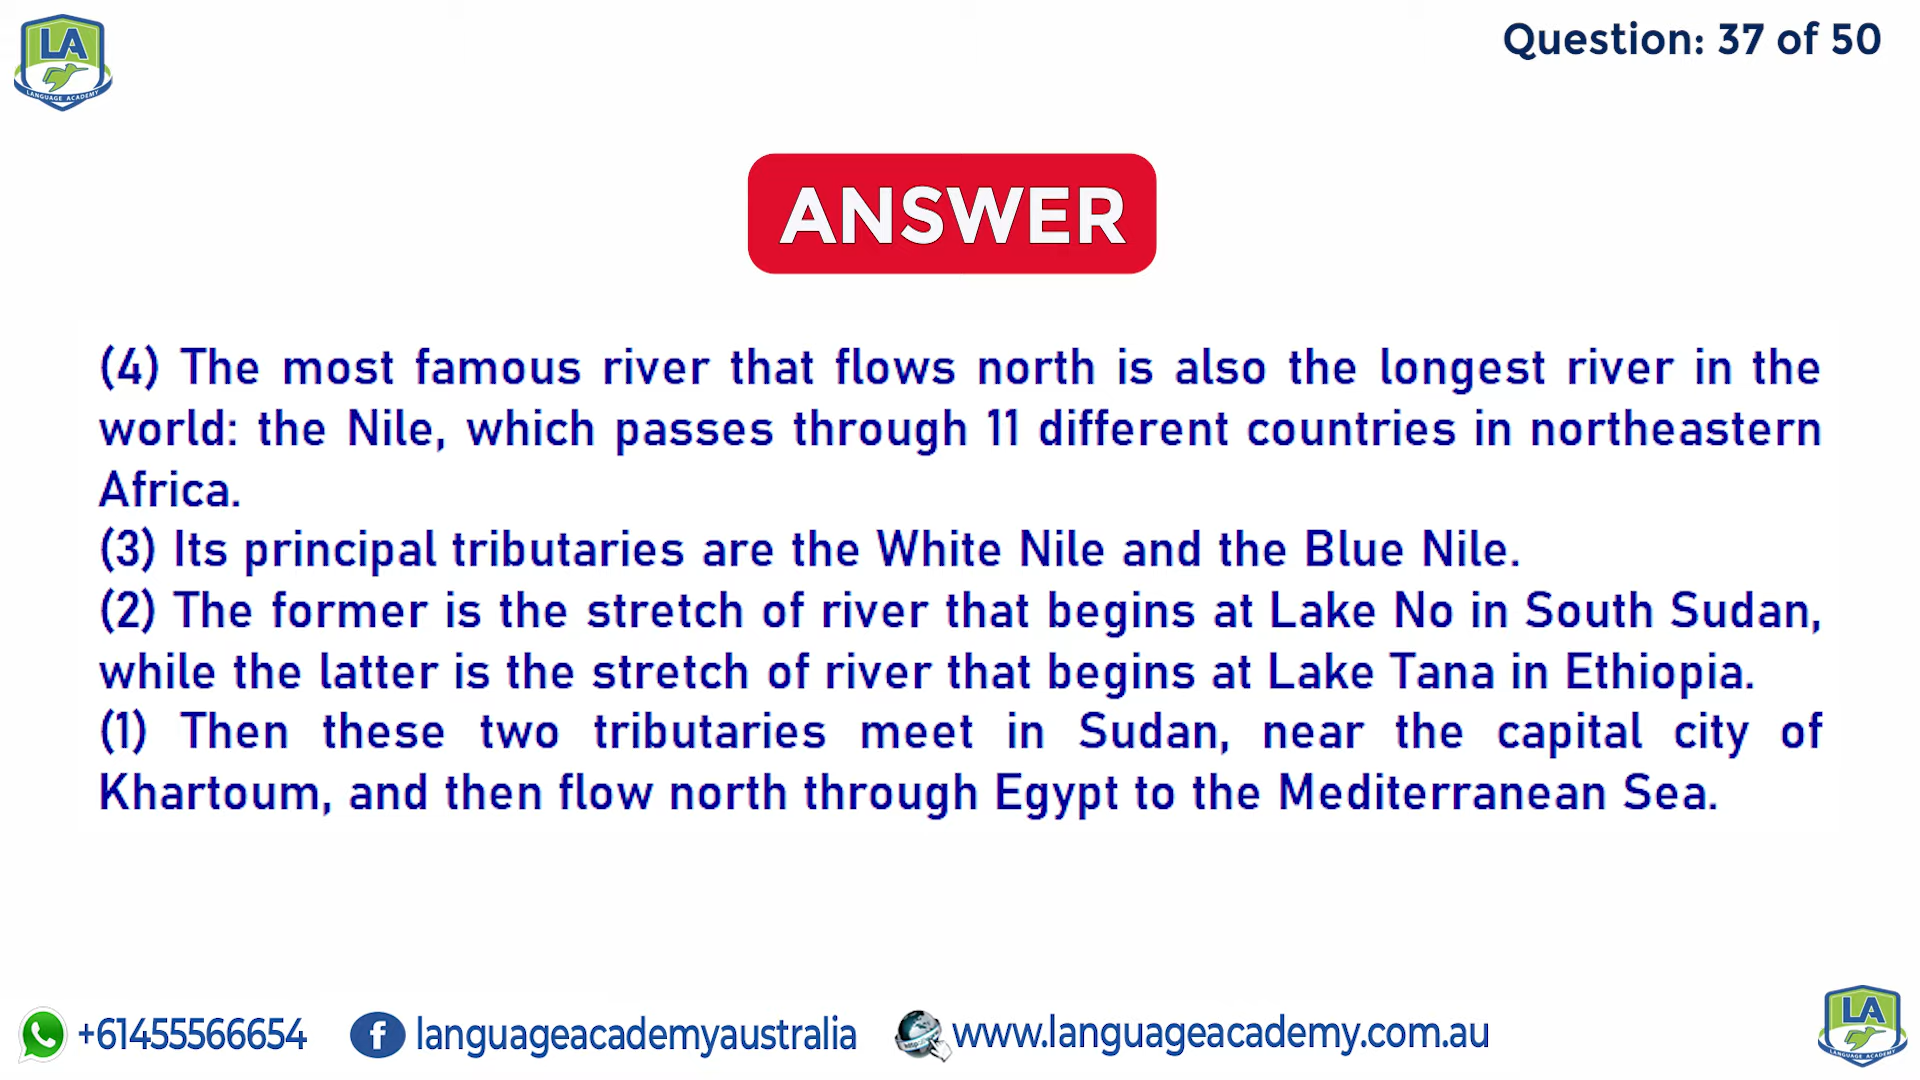 LA
LANGUAGE ACADEMY
Question: 37 of 50
ANSWER
(4) The most famous river that flows north is also the longest river in the
world: the Nile, which passes through 11 different countries in northeastern
Africa.
(3) Its principal tributaries are the White Nile and the Blue Nile.
(2) The former is the stretch of river that begins at Lake No in South Sudan,
while the latter is the stretch of river that begins at Lake Tana in Ethiopia.
(1) Then these two tributaries meet in Sudan, near the capital city of
Khartoum, and then flow north through Egypt to the Mediterranean Sea.
+61455566654
f
languageacademyaustralia
www.languageacademy.com.au
LA
LANGUAGE ACADEMY